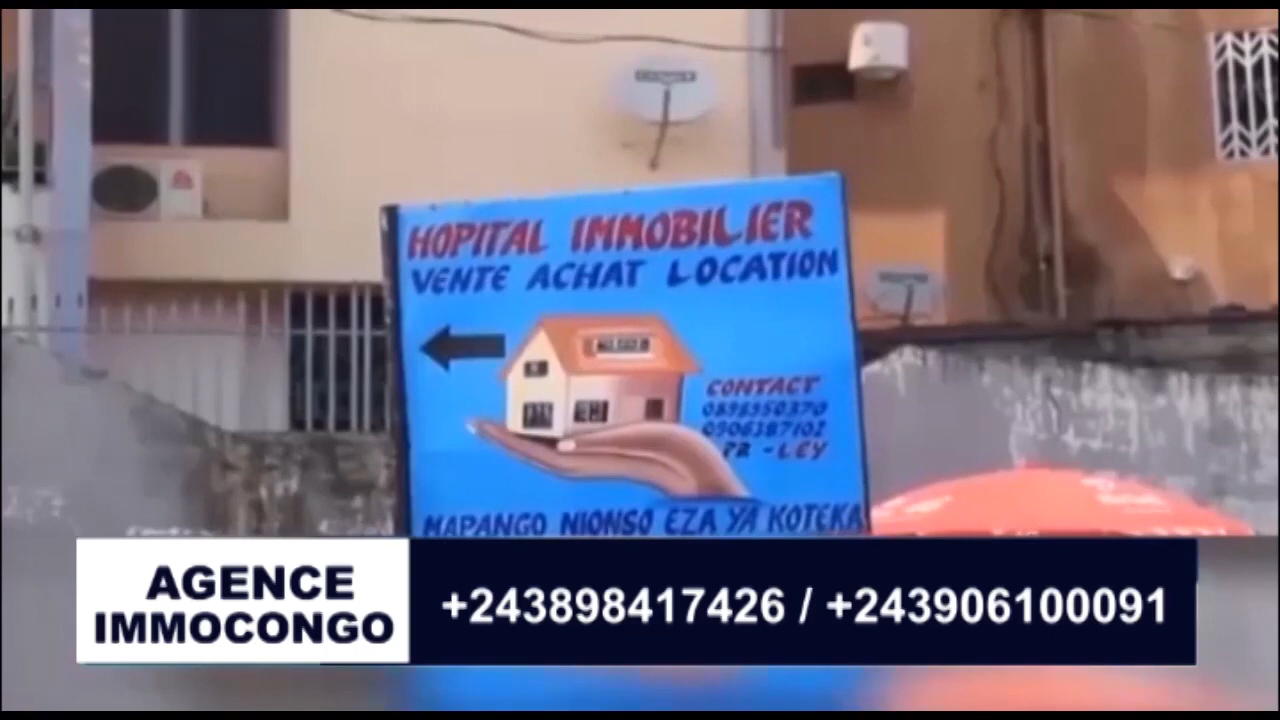 HOPITAL IMMOBILIER
VENTE ACHAT LOCATION
CONTACT
0898350370
0906387102
PR - LEY
MAPANGO NIONSO EZA YA KOTEKA
AGENCE
IMMOCONGO
+243898417426 / +243906100091